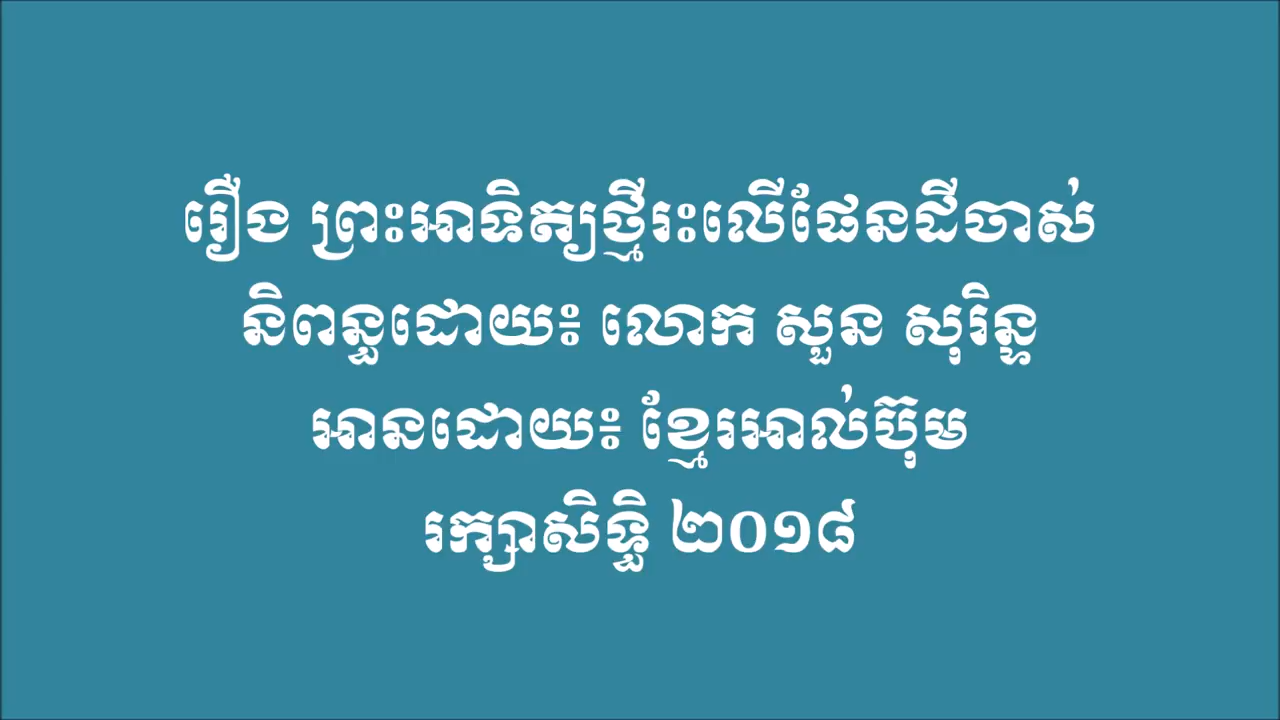 រឿង ព្រះអាទិត្យថ្មីរះលើផែនដីចាស់
និពន្ធដោយ៖ លោក សួន សុរិន្ទ
អានដោយ៖ ខ្មែរអាល់ប៊ុម
រក្សាសិទ្ធិ ២០១៨